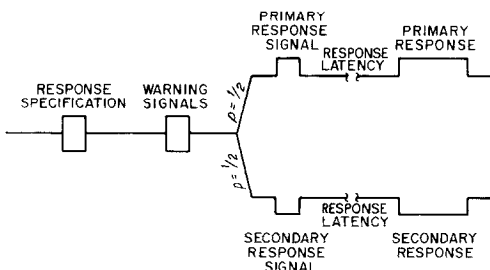 PRIMARY
RESPONSE
SIGNAL
RESPONSE
LATENCY
PRIMARY
RESPONSE
RESPONSE
SPECIFICATION
WARNING
SIGNALS
p = 1/2
p = 1/2
RESPONSE
LATENCY
SECONDARY
RESPONSE
SIGNAL
SECONDARY
RESPONSE